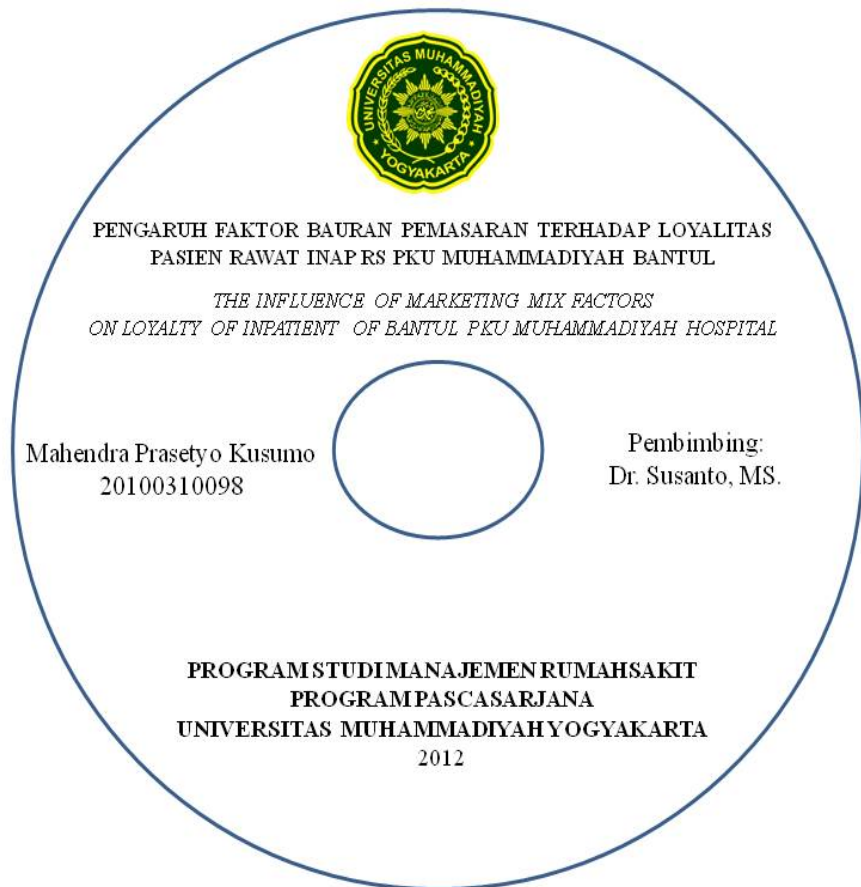 UNIVERSITAS MUHAMMADIYAH
YOGYAKARTA
PENGARUH FAKTOR BAURAN PEMASARAN TERHADAP LOYALITAS
PASIEN RAWAT INAP RS PKU MUHAMMADIYAH BANTUL
THE INFLUENCE OF MARKETING MIX FACTORS
ON LOYALTY OF INPATIENT OF BANTUL PKU MUHAMMADIYAH HOSPITAL
Mahendra Prasetyo Kusumo
20100310098
Pembimbing:
Dr. Susanto, MS.
PROGRAM STUDI MANAJEMEN RUMAHSAKIT
PROGRAM PASCASARJANA
UNIVERSITAS MUHAMMADIYAH YOGYAKARTA
2012